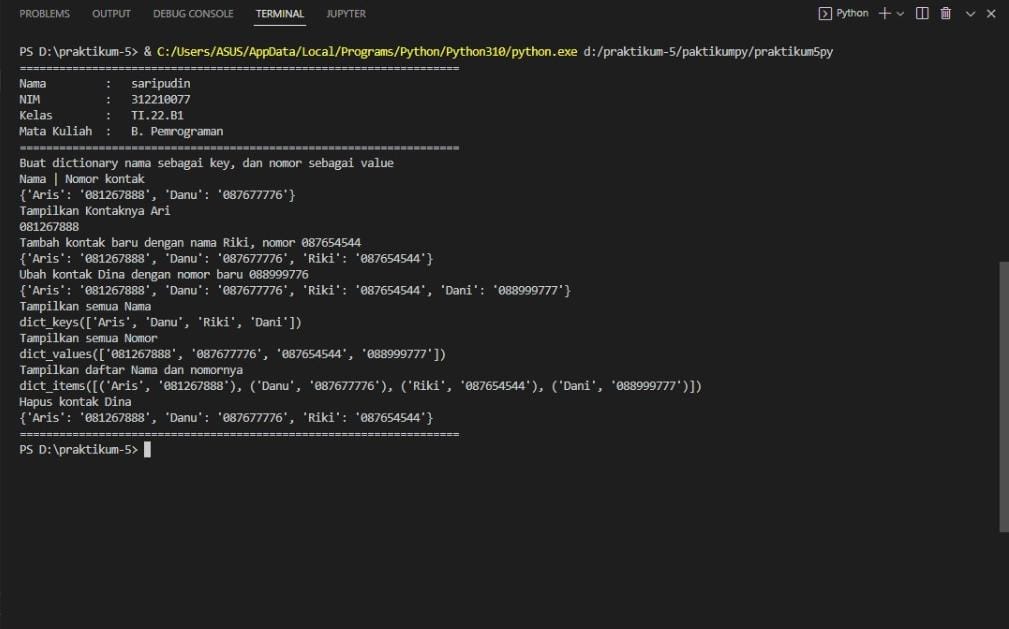 PROBLEMS OUTPUT DEBUG CONSOLE TERMINAL JUPYTER Python
PS D:\praktikum-5> & C:/Users/ASUS/AppData/Local/Programs/Python/Python310/python.exe d:/praktikum-5/paktikumpy/praktikum5py
===================================================================
Nama : saripudin
NIM : 312210077
Kelas : TI.22.B1
Mata Kuliah : B. Pemrograman
===================================================================
Buat dictionary nama sebagai key, dan nomor sebagai value
Nama | Nomor kontak
{'Aris': '081267888', 'Danu': '087677776'}
Tampilkan Kontaknya Ari
081267888
Tambah kontak baru dengan nama Riki, nomor 087654544
{'Aris': '081267888', 'Danu': '087677776', 'Riki': '087654544'}
Ubah kontak Dina dengan nomor baru 088999776
{'Aris': '081267888', 'Danu': '087677776', 'Riki': '087654544', 'Dani': '088999777'}
Tampilkan semua Nama
dict_keys(['Aris', 'Danu', 'Riki', 'Dani'])
Tampilkan semua Nomor
dict_values(['081267888', '087677776', '087654544', '088999777'])
Tampilkan daftar Nama dan nomornya
dict_items([('Aris', '081267888'), ('Danu', '087677776'), ('Riki', '087654544'), ('Dani', '088999777')])
Hapus kontak Dina
{'Aris': '081267888', 'Danu': '087677776', 'Riki': '087654544'}
===================================================================
PS D:\praktikum-5>